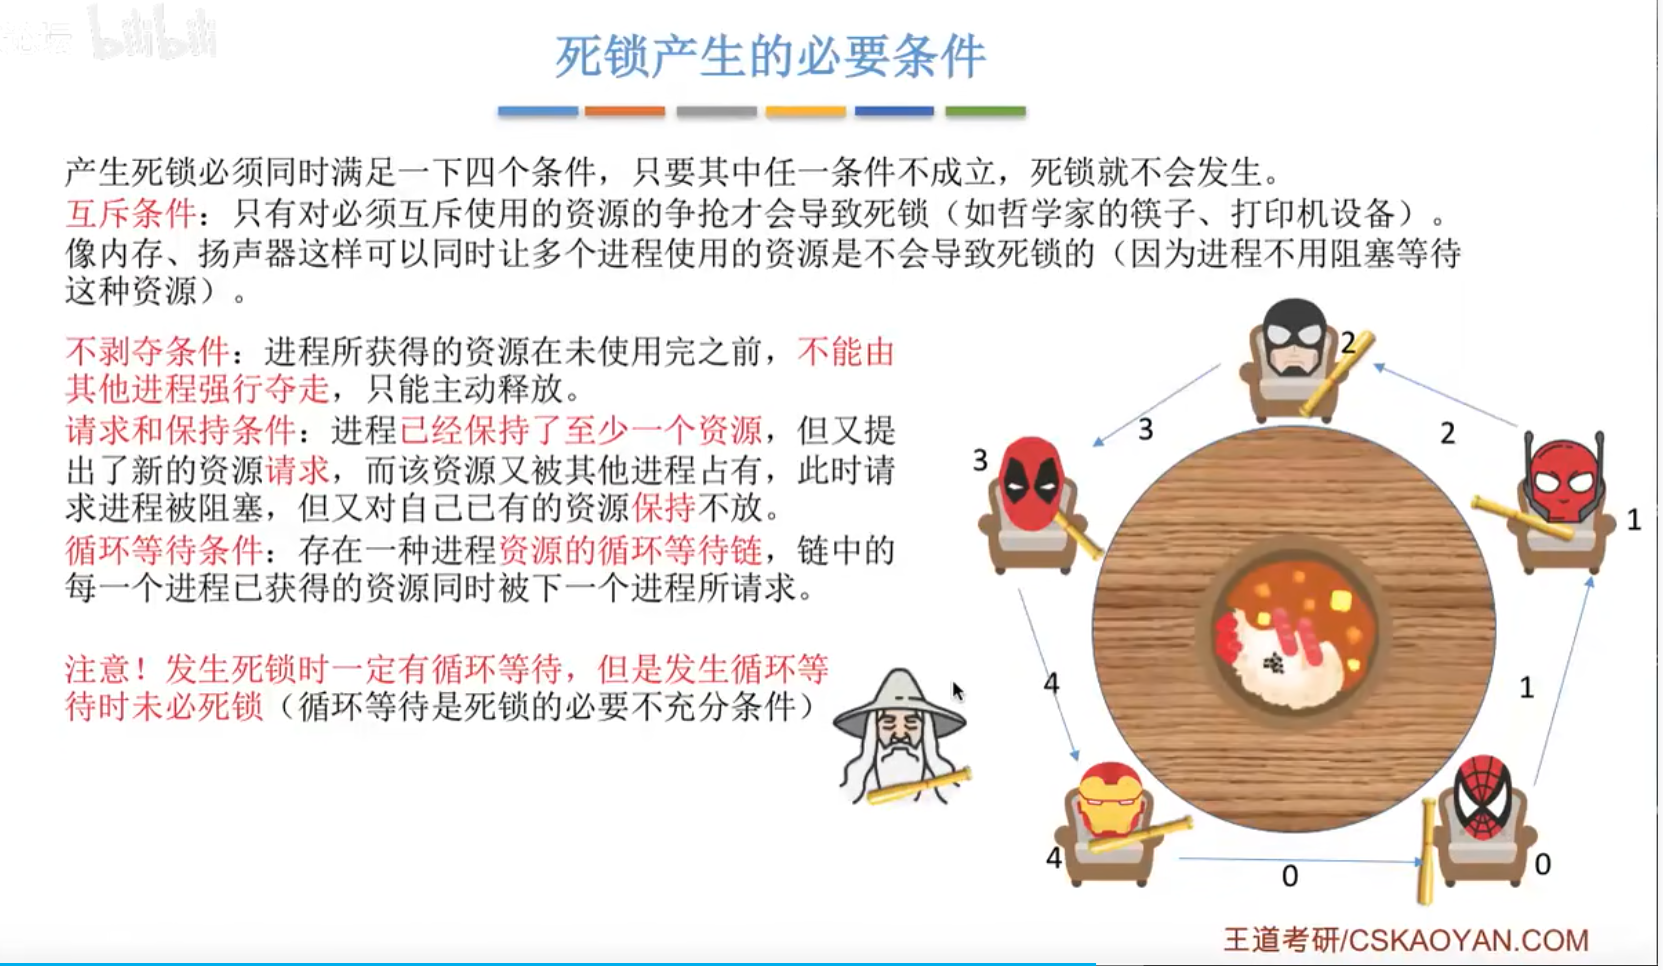 bilibili
死锁产生的必要条件
产生死锁必须同时满足一下四个条件，只要其中任一条件不成立，死锁就不会发生。
互斥条件：只有对必须互斥使用的资源的争抢才会导致死锁（如哲学家的筷子、打印机设备）。
像内存、扬声器这样可以同时让多个进程使用的资源是不会导致死锁的（因为进程不用阻塞等待
这种资源）。
不剥夺条件：进程所获得的资源在未使用完之前，不能由
其他进程强行夺走，只能主动释放。
请求和保持条件：进程已经保持了至少一个资源，但又提
出了新的资源请求，而该资源又被其他进程占有，此时请
求进程被阻塞，但又对自己已有的资源保持不放。
循环等待条件：存在一种进程资源的循环等待链，链中的
每一个进程已获得的资源同时被下一个进程所请求。
注意！发生死锁时一定有循环等待，但是发生循环等
待时未必死锁（循环等待是死锁的必要不充分条件）
2
3
2
3
1
4
1
4
0
0
王道考研/CSKAOYAN.COM